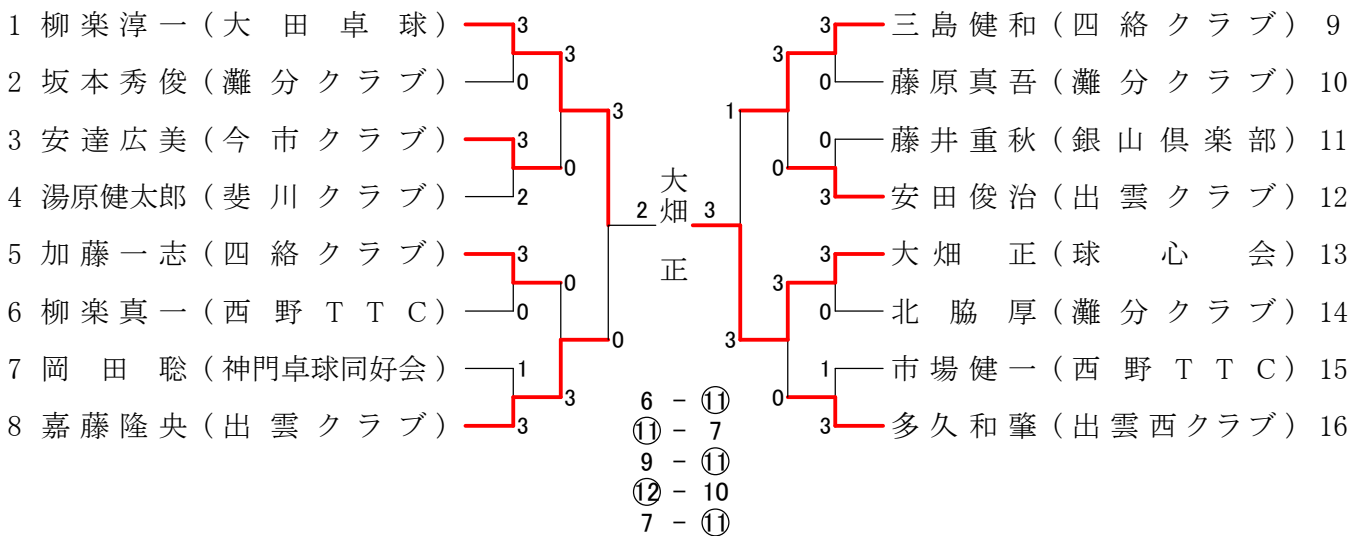 1 柳楽淳一(大田卓球) 3 3 三島健和(四絡クラブ) 9
3 3
2 坂本秀俊(灘分クラブ) 0 0 藤原真吾(灘分クラブ) 10
3 1
3 安達広美(今市クラブ) 3 0 藤井重秋(銀山倶楽部) 11
0 0
4 湯原健太郎(斐川クラブ) 2 3 安田俊治(出雲クラブ) 12
2 大畑正 3
5 加藤一志(四絡クラブ) 3 3 大畑正(球心会) 13
0 3
6 柳楽真一(西野TTC) 0 0 北脇厚(灘分クラブ) 14
0 3
7 岡田聡(神門卓球同好会) 1 1 市場健一(西野TTC) 15
3 0
8 嘉藤隆央(出雲クラブ) 3 3 多久和肇(出雲西クラブ) 16
6 - ⑪
⑪ - 7
9 - ⑪
⑫ - 10
7 - ⑪